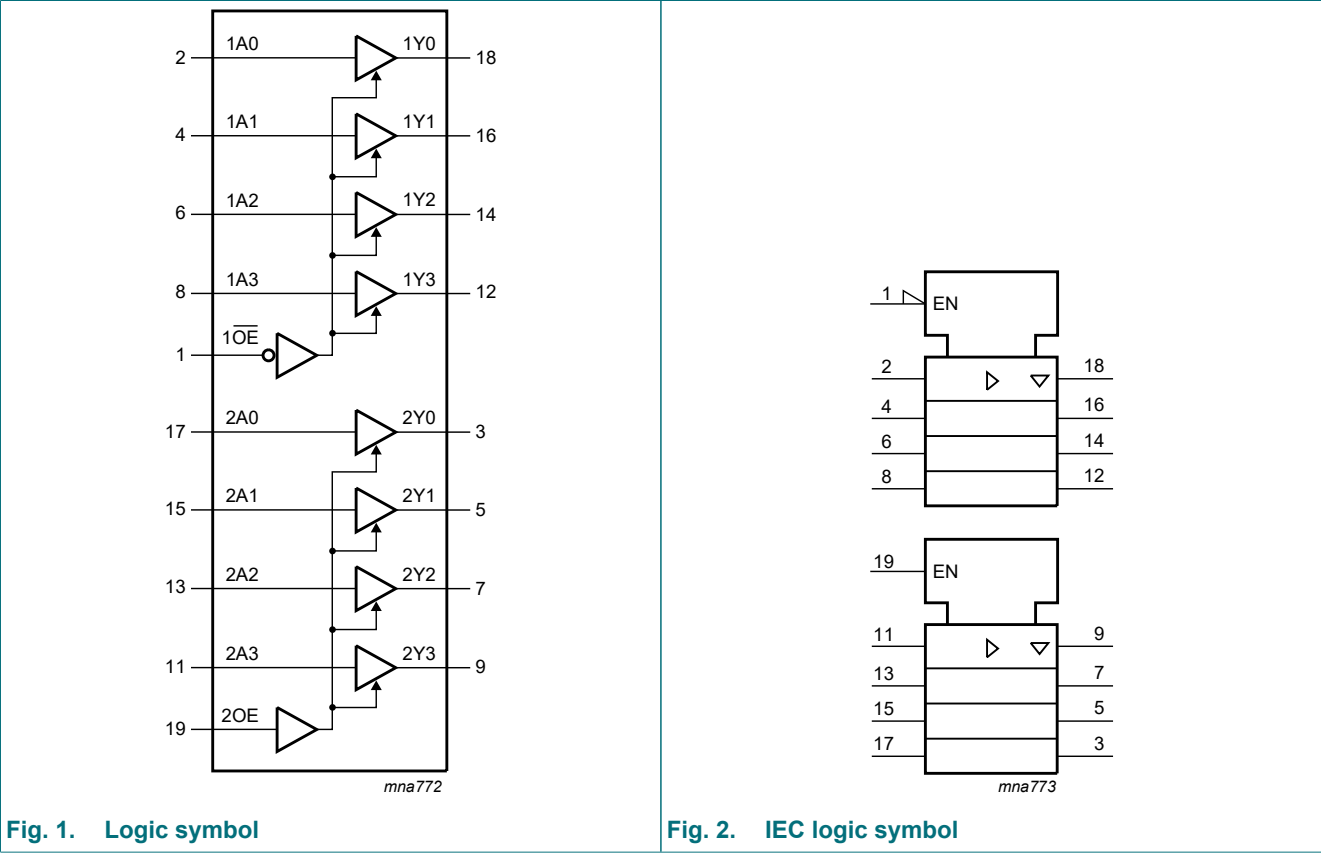 2 1A0 1Y0 18
4 1A1 1Y1 16
6 1A2 1Y2 14
8 1A3 1Y3 12
1 1O̅E̅
17 2A0 2Y0 3
15 2A1 2Y1 5
13 2A2 2Y2 7
11 2A3 2Y3 9
19 2OE
mna772
Fig. 1. Logic symbol
1 EN
2 18
4 16
6 14
8 12
19 EN
11 9
13 7
15 5
17 3
mna773
Fig. 2. IEC logic symbol